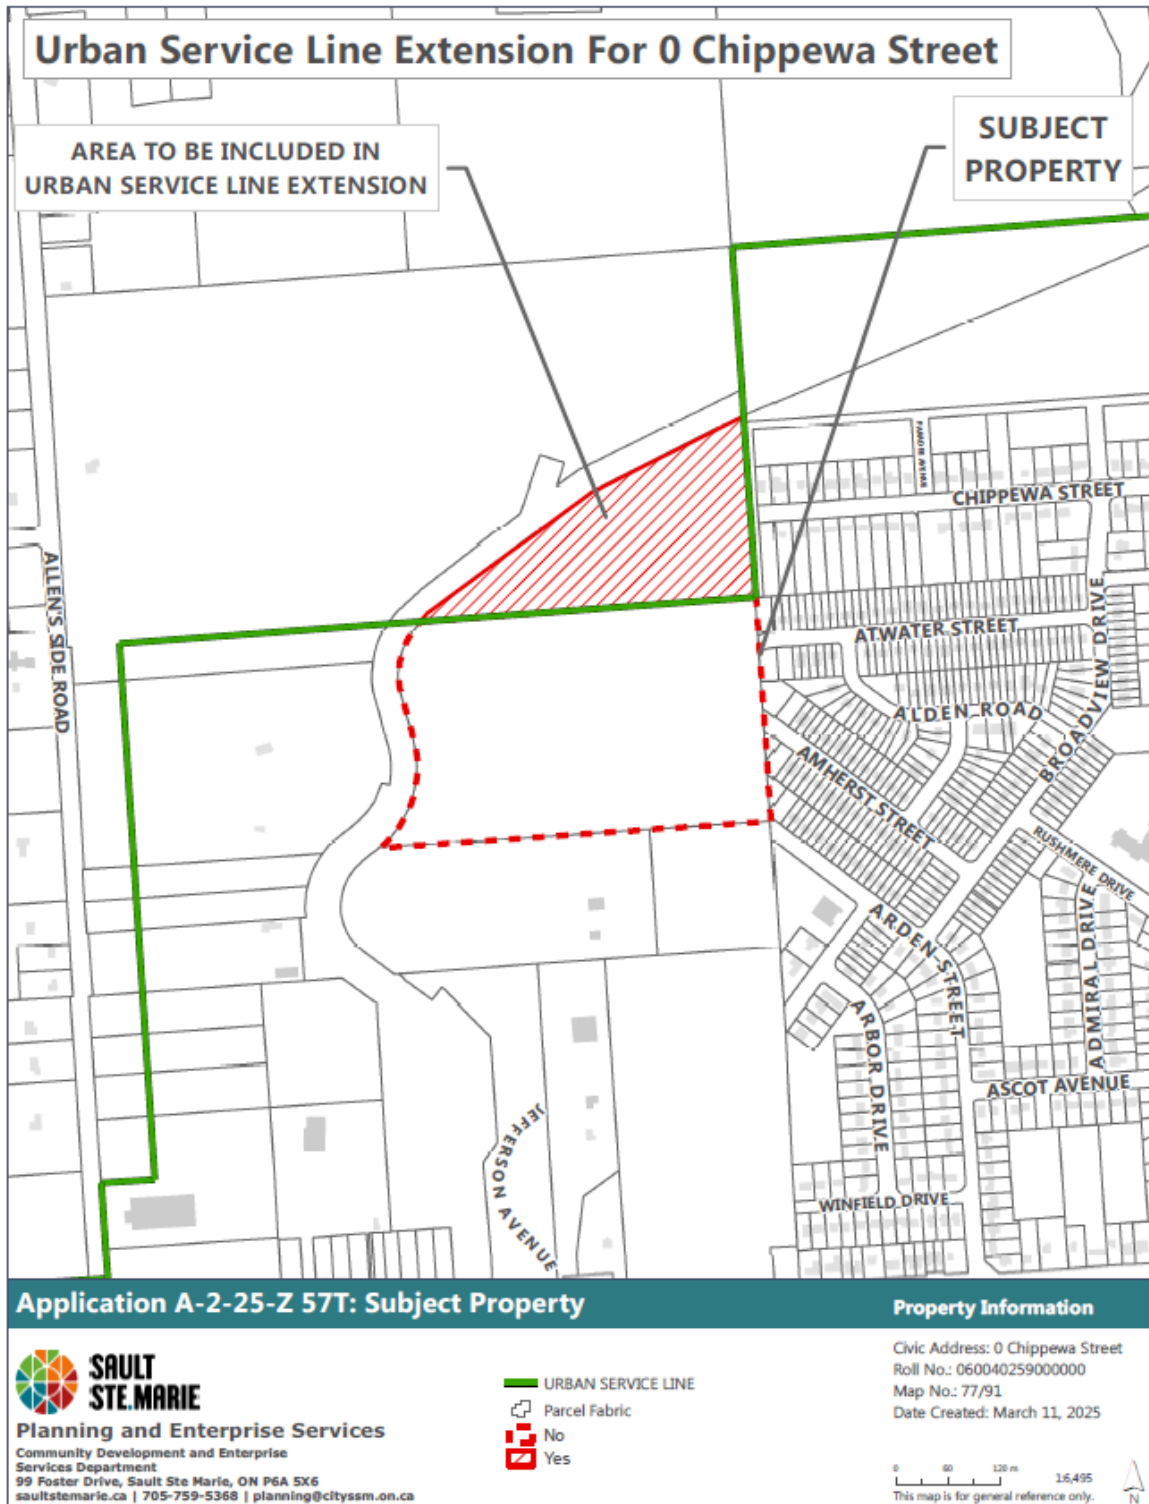 Urban Service Line Extension For 0 Chippewa Street
AREA TO BE INCLUDED IN
URBAN SERVICE LINE EXTENSION
SUBJECT
PROPERTY
CHIPPEWA STREET
ALLEN'S SIDE ROAD
ATWATER STREET
BROADVIEW DRIVE
ALDEN ROAD
AMHERST STREET
RUSHMERE DRIVE
ARDEN STREET
ADMIRAL DRIVE
ARBOR DRIVE
ASCOT AVENUE
JEFFERSON AVENUE
WINFIELD DRIVE
Application A-2-25-Z 57T: Subject Property
Property Information
Civic Address: 0 Chippewa Street
Roll No.: 060040259000000
Map No.: 77/91
Date Created: March 11, 2025
SAULT
STE.MARIE
Planning and Enterprise Services
Community Development and Enterprise
Services Department
99 Foster Drive, Sault Ste Marie, ON P6A 5X6
saultstemarie.ca | 705-759-5368 | planning@cityssm.on.ca
URBAN SERVICE LINE
Parcel Fabric
No
Yes
0 60 120 m
1:6,495
This map is for general reference only.
N